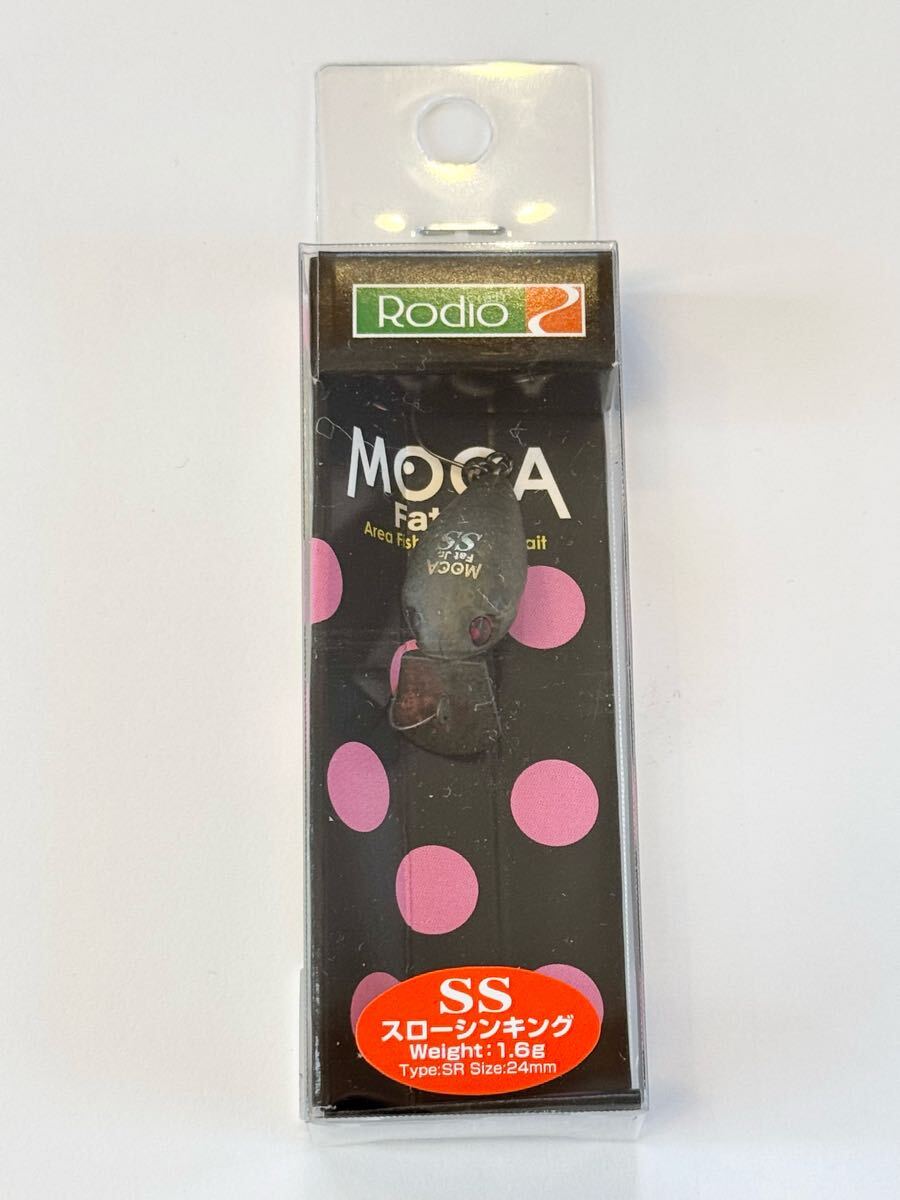 Rodio
MOCA
Fat
Area Fish ait
SS
Fat Jr.
MOCA
SS
スローシンキング
Weight:1.6g
Type:SR Size:24mm